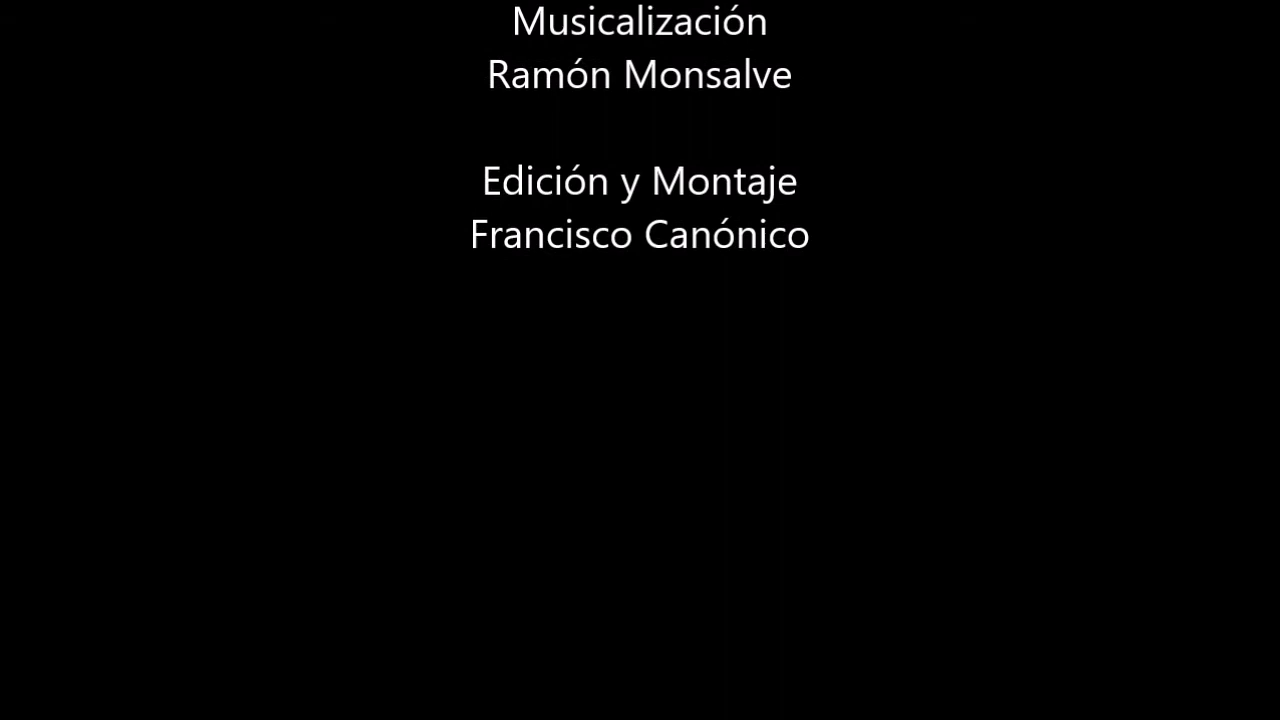 Musicalización
Ramón Monsalve
Edición y Montaje
Francisco Canónico